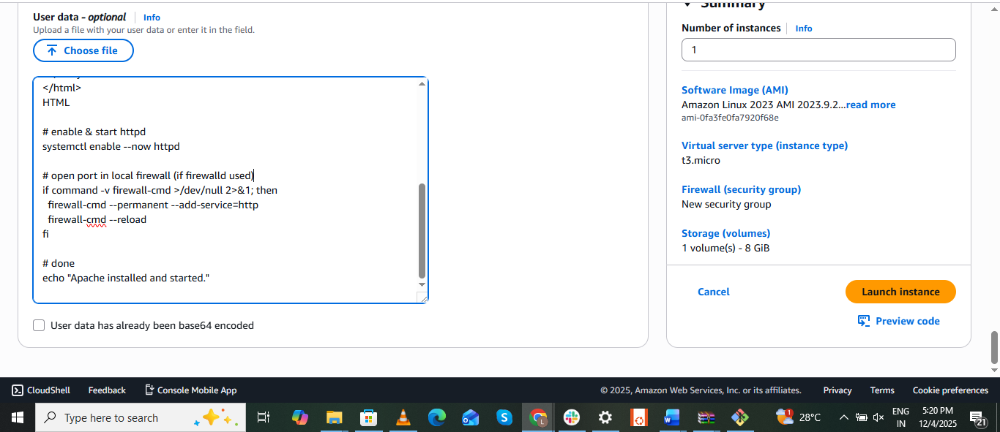 User data - optional
Info
Upload a file with your user data or enter it in the field.
Choose file
</html>
HTML
# enable & start httpd
systemctl enable --now httpd
# open port in local firewall (if firewalld used)
if command -v firewall-cmd >/dev/null 2>&1; then
firewall-cmd --permanent --add-service=http
firewall-cmd --reload
fi
# done
echo "Apache installed and started."
User data has already been base64 encoded
Summary
Number of instances
Info
1
Software Image (AMI)
Amazon Linux 2023 AMI 2023.9.2...read more
ami-0fa3fe0fa7920f68e
Virtual server type (instance type)
t3.micro
Firewall (security group)
New security group
Storage (volumes)
1 volume(s) - 8 GiB
Cancel
Launch instance
Preview code
CloudShell
Feedback
Console Mobile App
© 2025, Amazon Web Services, Inc. or its affiliates.
Privacy
Terms
Cookie preferences
Type here to search
28°C
ENG
IN
5:20 PM
12/4/2025
21